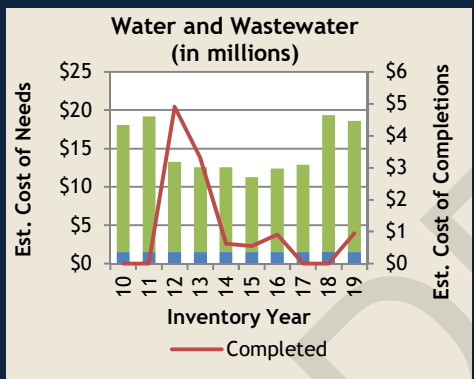 Water and Wastewater
(in millions)
Est. Cost of Needs
$25
$20
$15
$10
$5
$0
$6
$5
$4
$3
$2
$1
$0
Est. Cost of Completions
10 11 12 13 14 15 16 17 18 19
Inventory Year
Completed